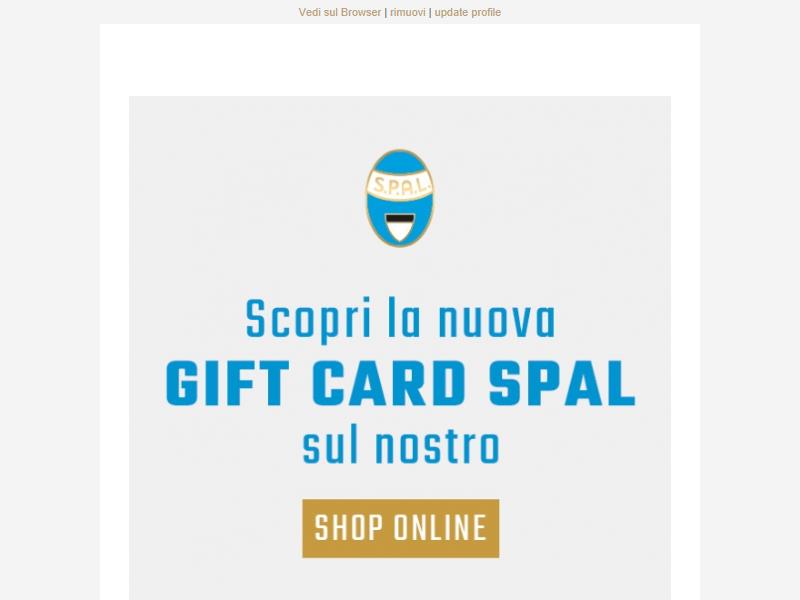 Vedi sul Browser | rimuovi | update profile
S.P.A.L.
Scopri la nuova
GIFT CARD SPAL
sul nostro
SHOP ONLINE